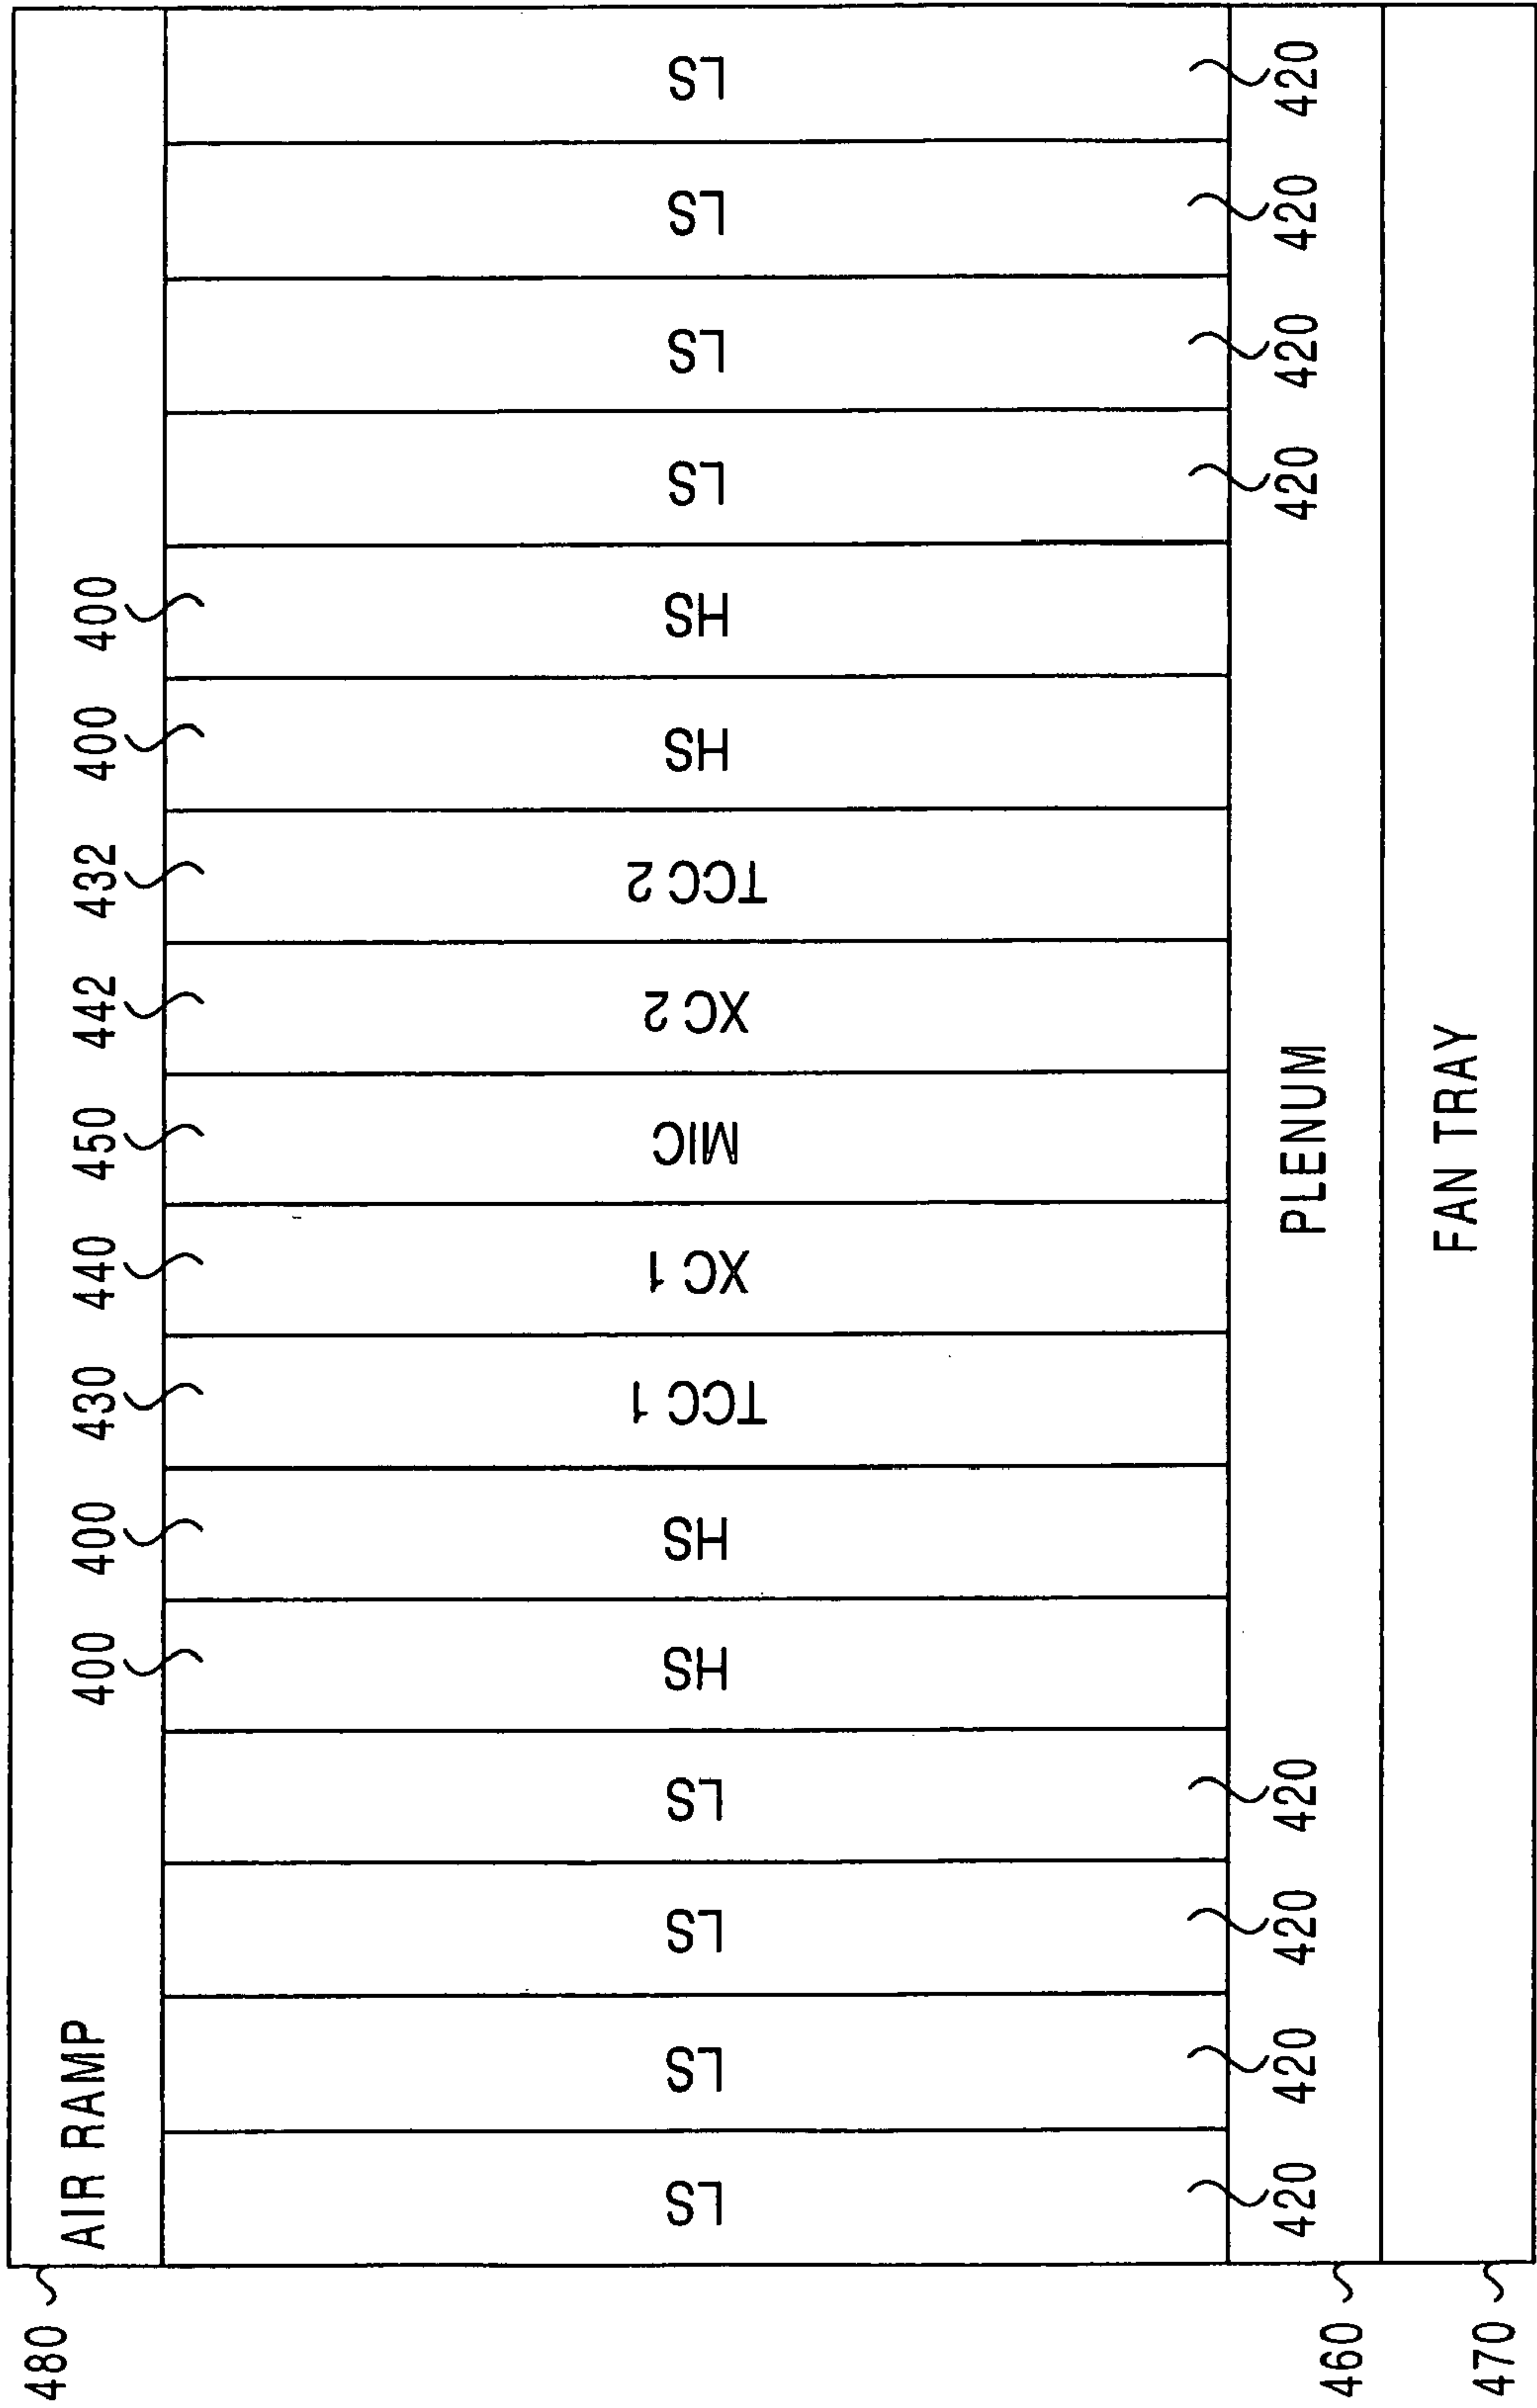 480
AIR RAMP
400 400 430 440 450 442 432 400 400
LS
LS
LS
LS
HS
HS
TCC 1
XC 1
MIC
XC 2
TCC 2
HS
HS
LS
LS
LS
LS
420 420 420 420 420 420 420 420
460
PLENUM
470
FAN TRAY